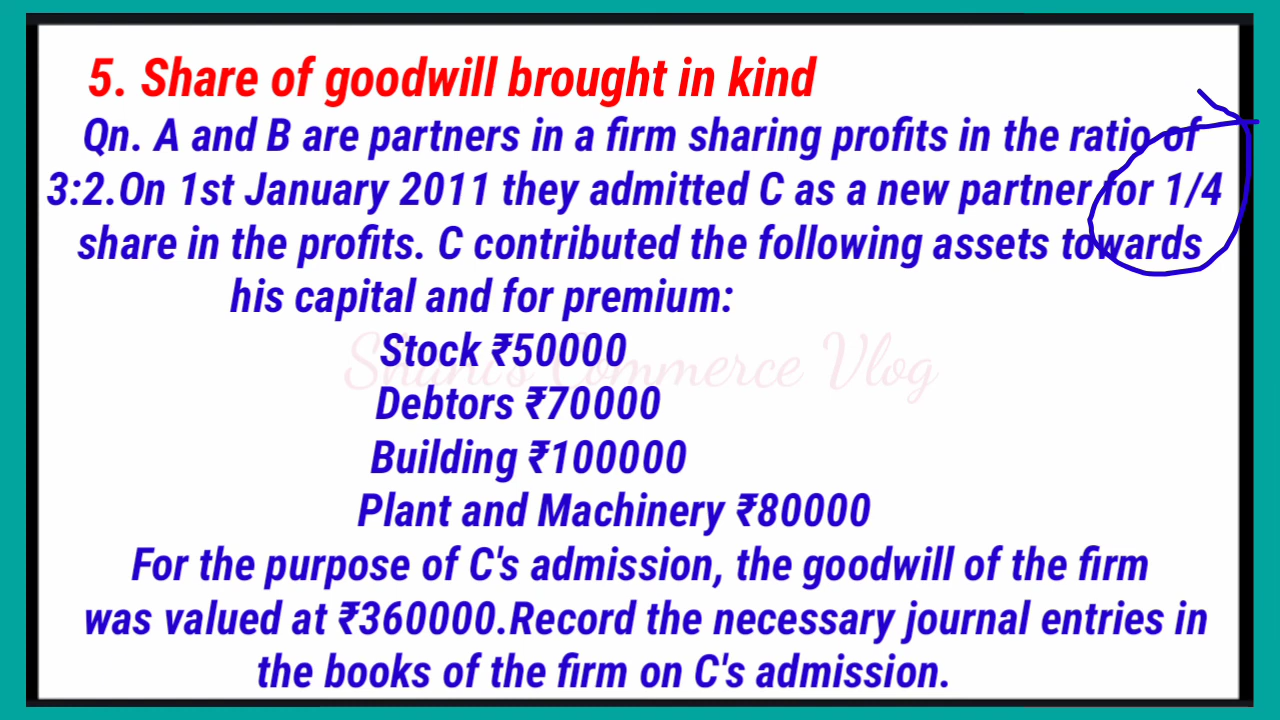 5. Share of goodwill brought in kind
Qn. A and B are partners in a firm sharing profits in the ratio of
3:2.On 1st January 2011 they admitted C as a new partner for 1/4
share in the profits. C contributed the following assets towards
his capital and for premium:
Stock ₹50000
Shani's Commerce Vlog
Debtors ₹70000
Building ₹100000
Plant and Machinery ₹80000
For the purpose of C's admission, the goodwill of the firm
was valued at ₹360000.Record the necessary journal entries in
the books of the firm on C's admission.